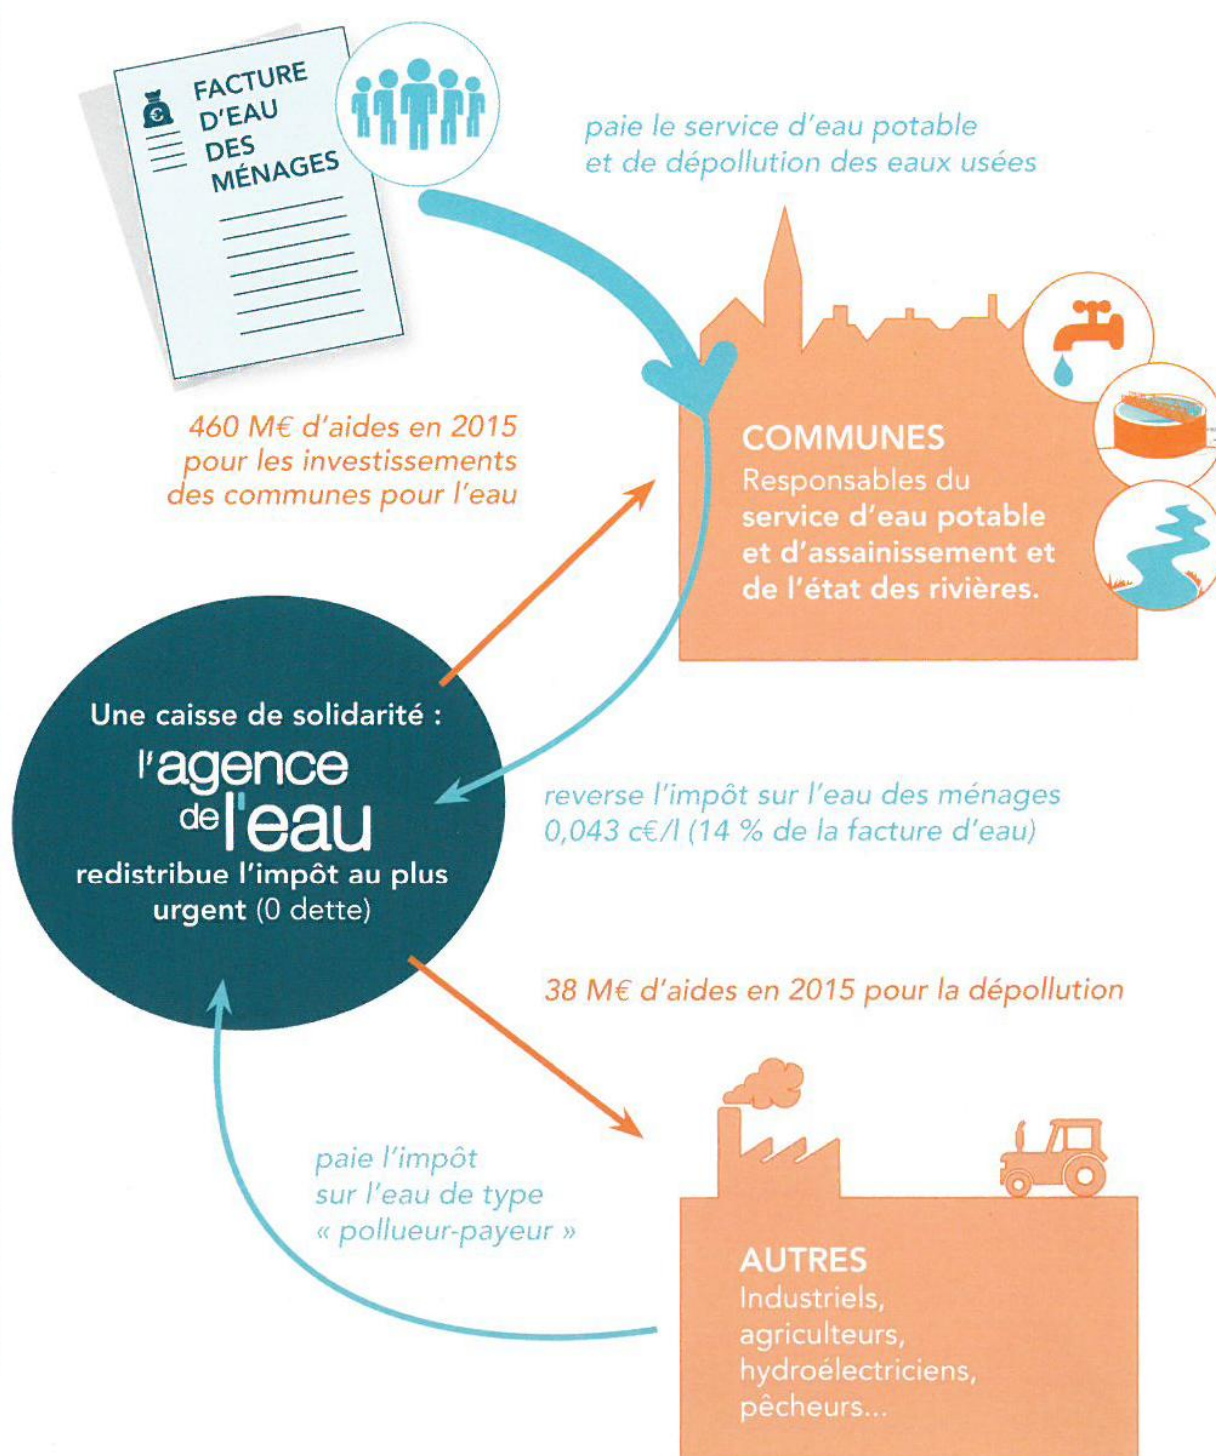 FACTURE
D'EAU
DES
MÉNAGES
paie le service d'eau potable
et de dépollution des eaux usées
460 M€ d'aides en 2015
pour les investissements
des communes pour l'eau
COMMUNES
Responsables du
service d'eau potable
et d'assainissement et
de l'état des rivières.
Une caisse de solidarité :
l'agence
de l'eau
redistribue l'impôt au plus
urgent (0 dette)
reverse l'impôt sur l'eau des ménages
0,043 c€/l (14 % de la facture d'eau)
38 M€ d'aides en 2015 pour la dépollution
paie l'impôt
sur l'eau de type
« pollueur-payeur »
AUTRES
Industriels,
agriculteurs,
hydroélectriciens,
pêcheurs...